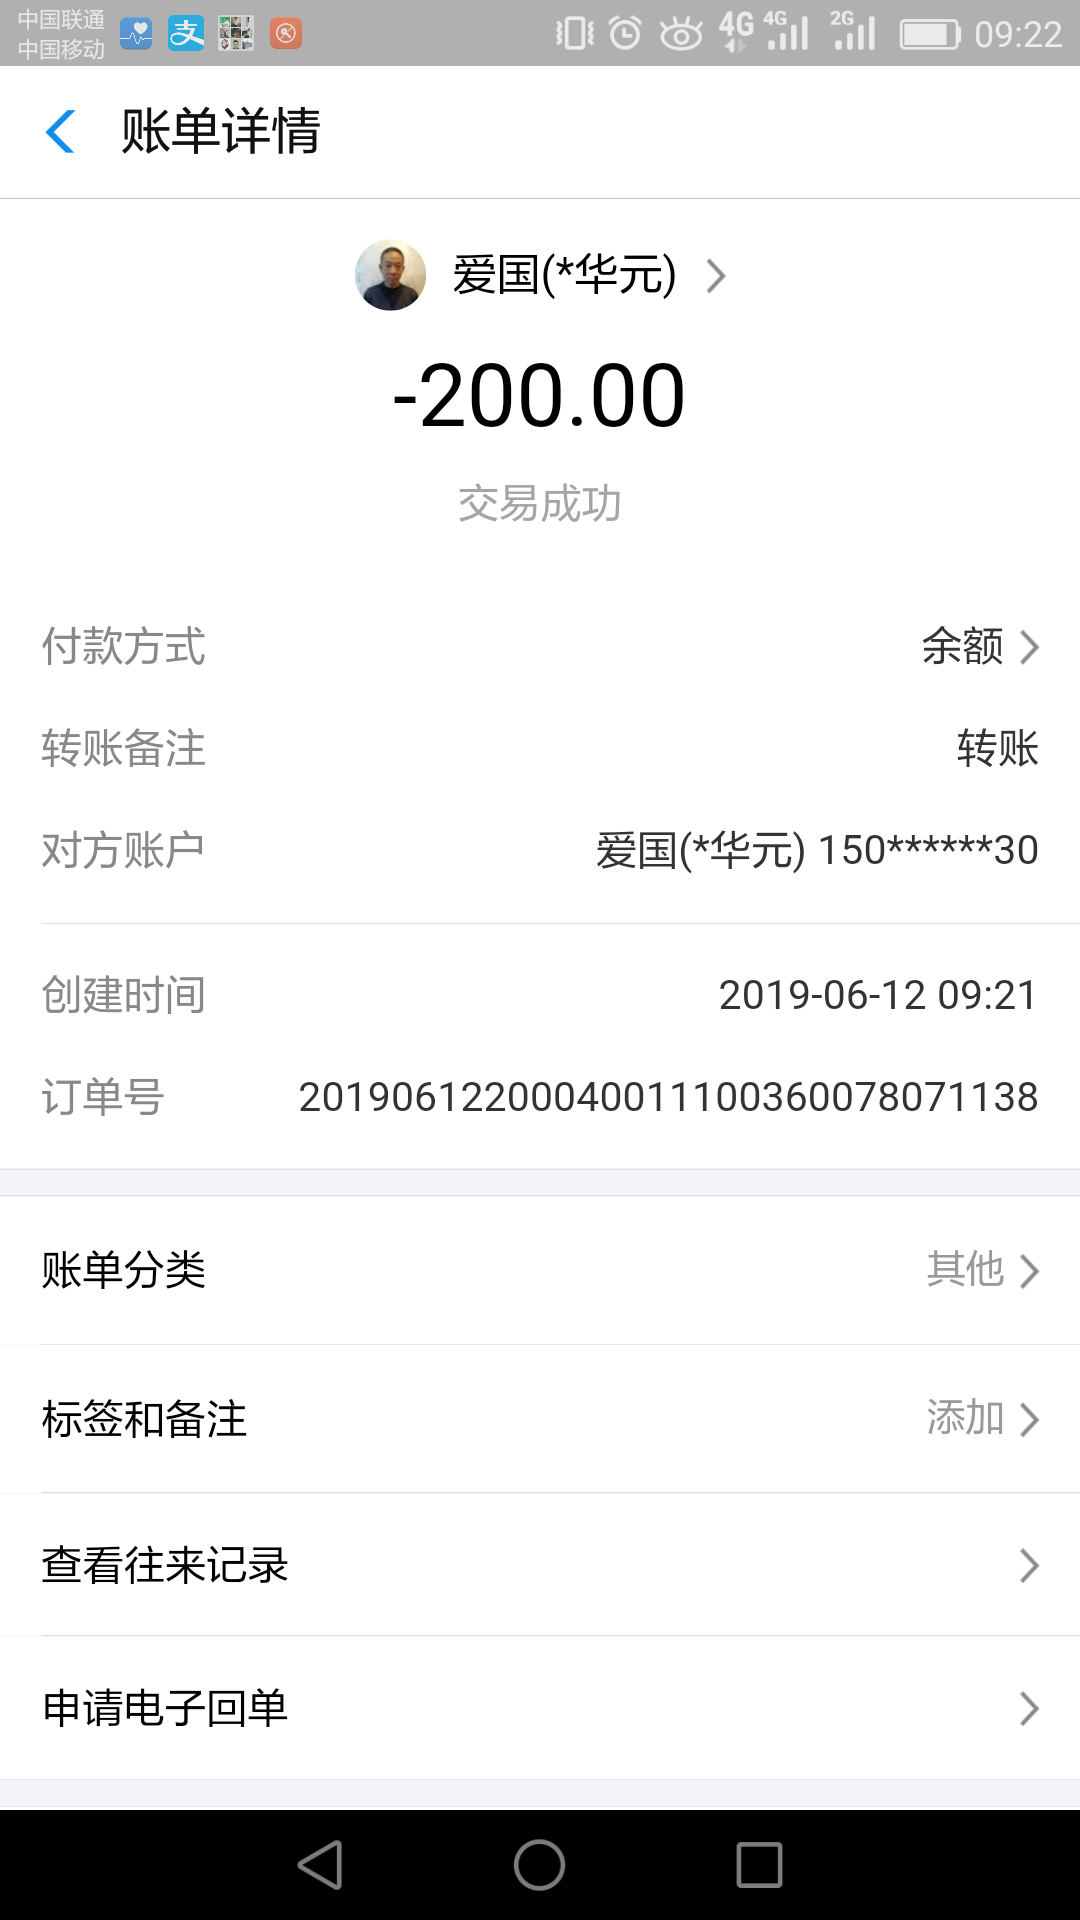 中国联通
中国移动
4G 4G 2G 09:22
账单详情
爱国(*华元)
-200.00
交易成功
付款方式 余额
转账备注 转账
对方账户 爱国(*华元) 150******30
创建时间 2019-06-12 09:21
订单号 20190612200040011100360078071138
账单分类 其他
标签和备注 添加
查看往来记录
申请电子回单